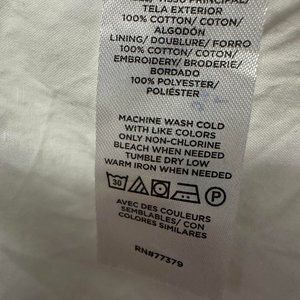 TELA EXTERIOR
100% COTTON/ COTON/
ALGODÓN
LINING/ DOUBLURE/ FORRO
100% COTTON/ COTON/
EMBROIDERY/ BRODERIE/
BORDADO
100% POLYESTER/
POLIÉSTER
MACHINE WASH COLD
WITH LIKE COLORS
ONLY NON-CHLORINE
BLEACH WHEN NEEDED
TUMBLE DRY LOW
WARM IRON WHEN NEEDED
30 P
AVEC DES COULEURS
SEMBLABLES/ CON
COLORES SIMILARES
RN#77379